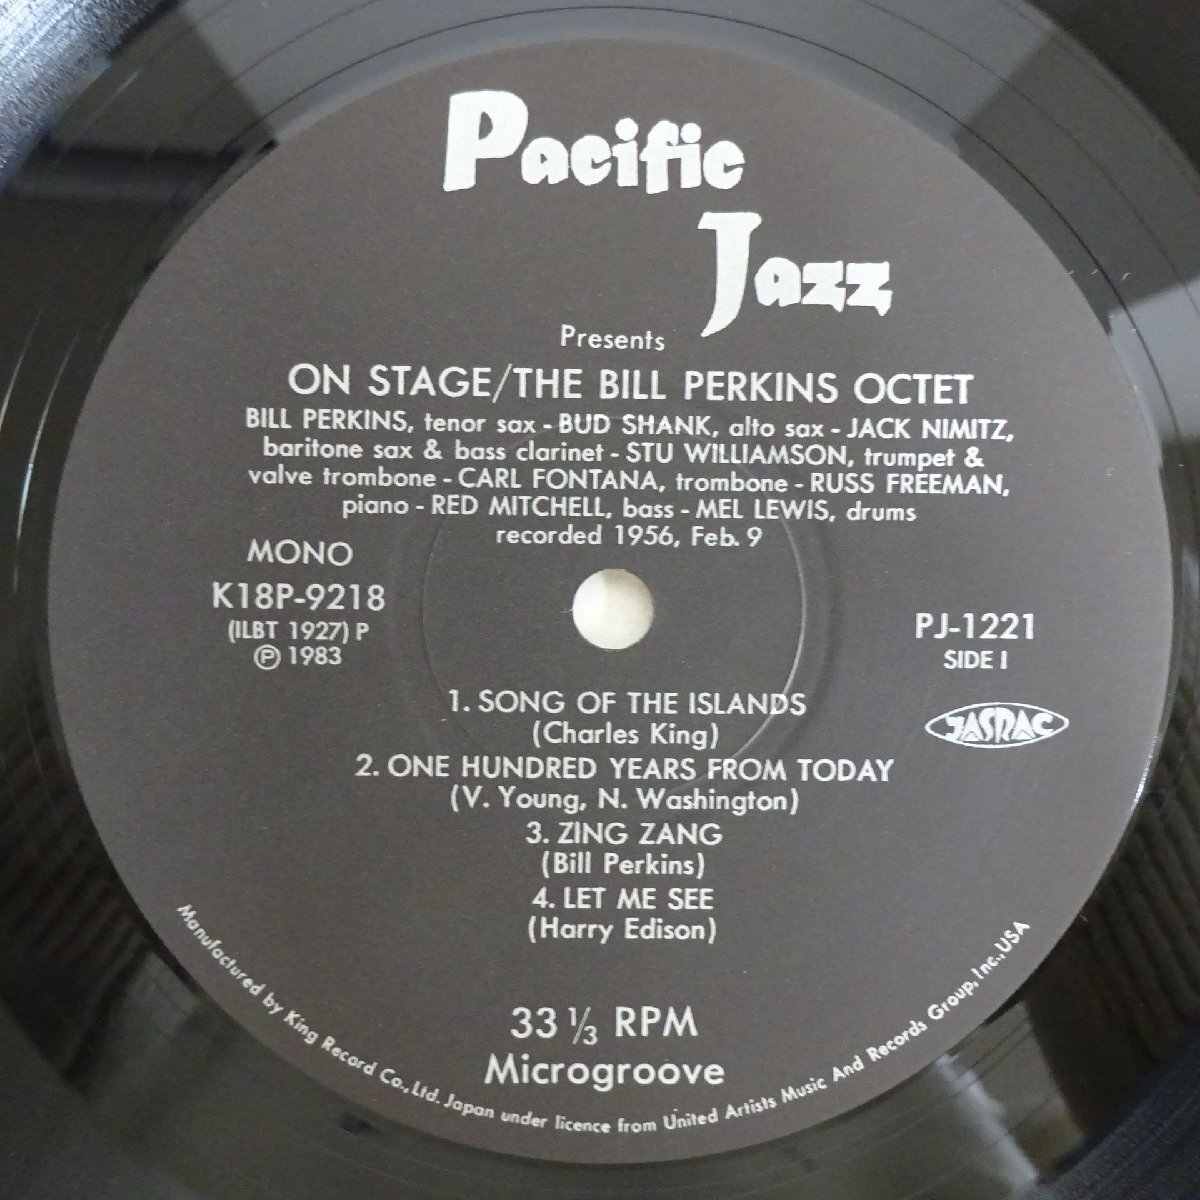 Pacific
Jazz
Presents
ON STAGE/THE BILL PERKINS OCTET
BILL PERKINS, tenor sax - BUD SHANK, alto sax - JACK NIMITZ,
baritone sax & bass clarinet - STU WILLIAMSON, trumpet &
valve trombone - CARL FONTANA, trombone - RUSS FREEMAN,
piano - RED MITCHELL, bass - MEL LEWIS, drums
recorded 1956, Feb. 9
MONO
K18P-9218
(ILBT 1927) P
Ⓟ 1983
PJ-1221
SIDE I
JASRAC
1. SONG OF THE ISLANDS
(Charles King)
2. ONE HUNDRED YEARS FROM TODAY
(V. Young, N. Washington)
3. ZING ZANG
(Bill Perkins)
4. LET ME SEE
(Harry Edison)
33 ⅓ RPM
Microgroove
Manufactured by King Record Co., Ltd. Japan under licence from United Artists Music And Records Group, Inc., USA